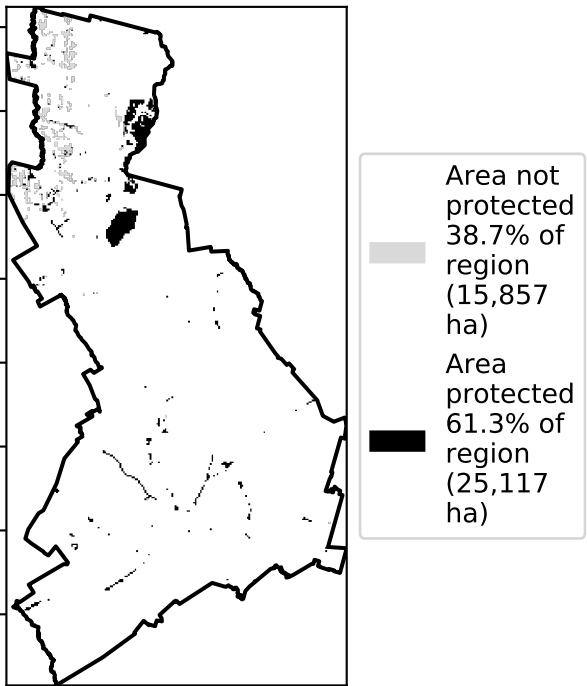 Area not
protected
38.7% of
region
(15,857
ha)
Area
protected
61.3% of
region
(25,117
ha)